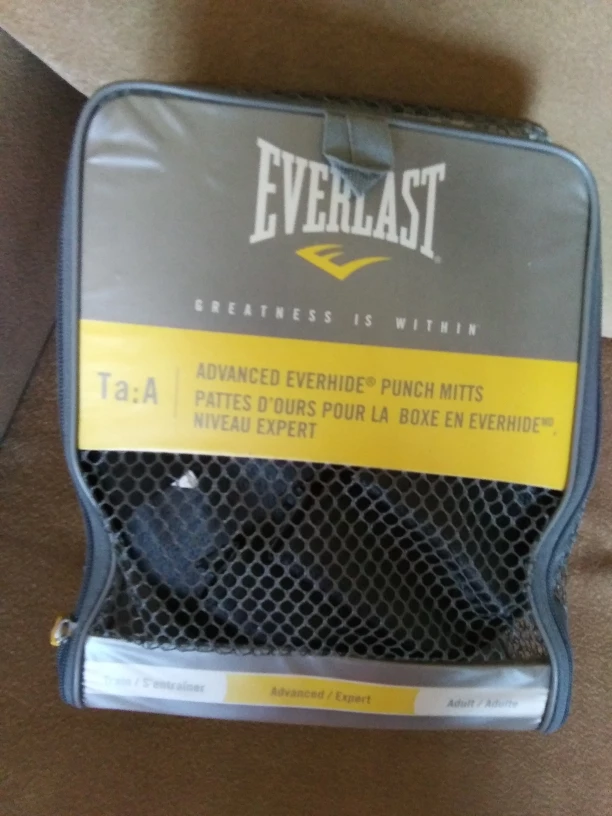 EVERLAST®
GREATNESS IS WITHIN
Ta:A
ADVANCED EVERHIDE® PUNCH MITTS
PATTES D'OURS POUR LA BOXE EN EVERHIDEMD.
NIVEAU EXPERT
Train / S'entraîner
Advanced / Expert
Adult / Adulte